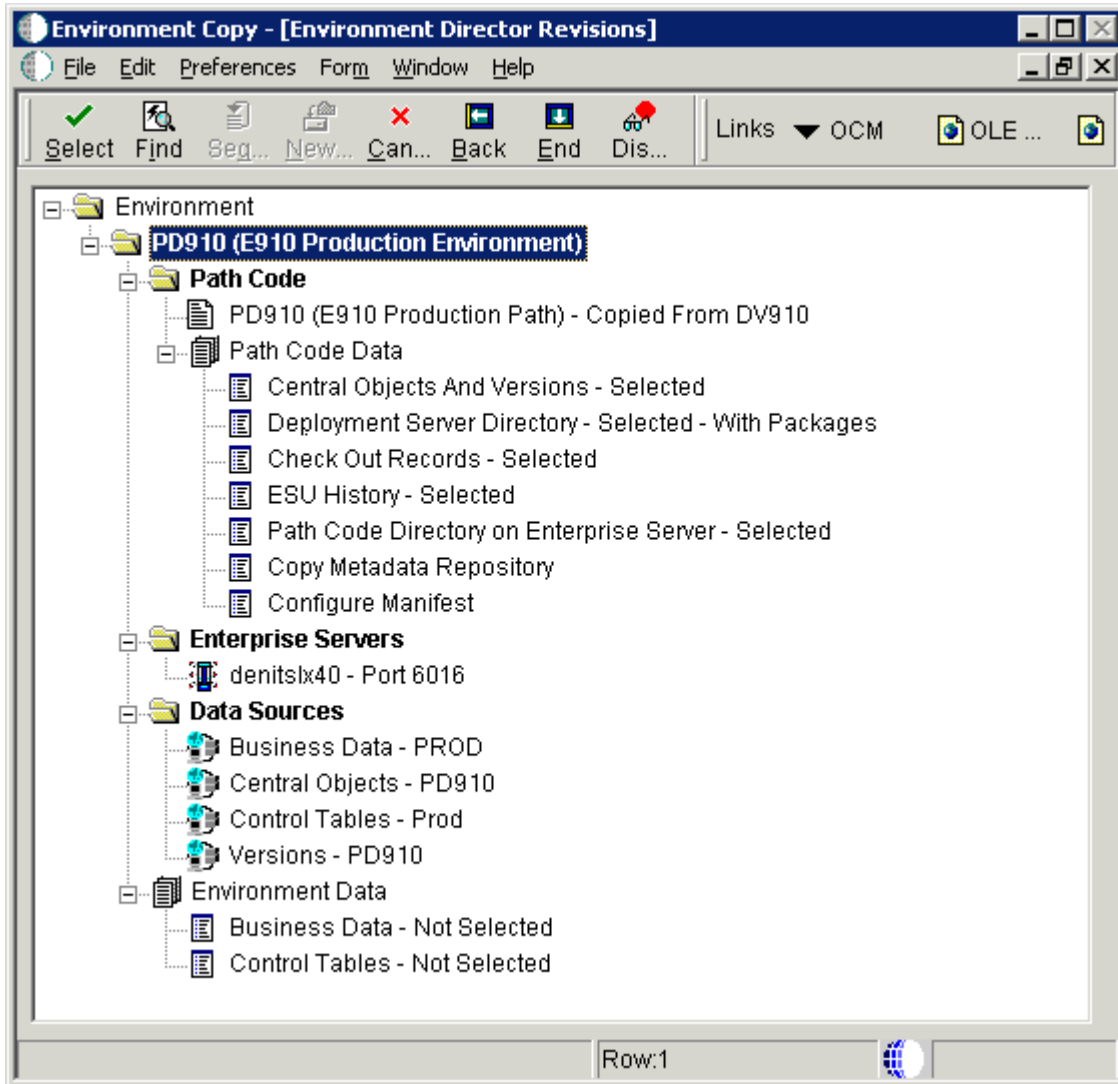 Environment Copy - [Environment Director Revisions]
File Edit Preferences Form Window Help
Select Find Seq... New... Can... Back End Dis... Links OCM OLE ...
Environment
PD910 (E910 Production Environment)
Path Code
PD910 (E910 Production Path) - Copied From DV910
Path Code Data
Central Objects And Versions - Selected
Deployment Server Directory - Selected - With Packages
Check Out Records - Selected
ESU History - Selected
Path Code Directory on Enterprise Server - Selected
Copy Metadata Repository
Configure Manifest
Enterprise Servers
denitslx40 - Port 6016
Data Sources
Business Data - PROD
Central Objects - PD910
Control Tables - Prod
Versions - PD910
Environment Data
Business Data - Not Selected
Control Tables - Not Selected
Row:1